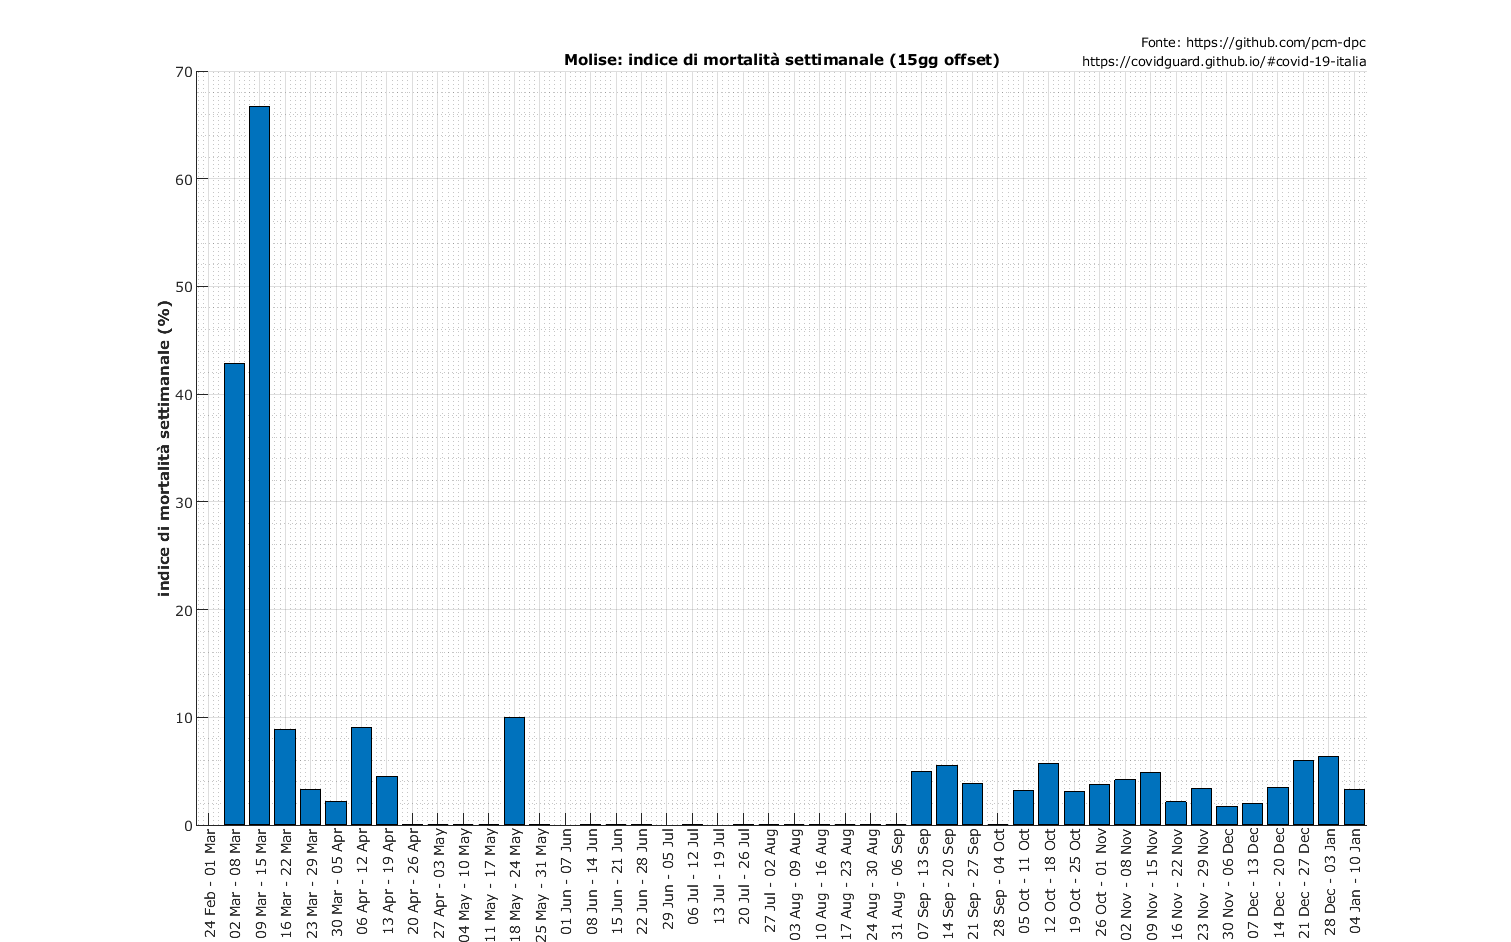 Fonte: https://github.com/pcm-dpc
https://covidguard.github.io/#covid-19-italia
Molise: indice di mortalità settimanale (15gg offset)
indice di mortalità settimanale (%)
70
60
50
40
30
20
10
0
24 Feb - 01 Mar
02 Mar - 08 Mar
09 Mar - 15 Mar
16 Mar - 22 Mar
23 Mar - 29 Mar
30 Mar - 05 Apr
06 Apr - 12 Apr
13 Apr - 19 Apr
20 Apr - 26 Apr
27 Apr - 03 May
04 May - 10 May
11 May - 17 May
18 May - 24 May
25 May - 31 May
01 Jun - 07 Jun
08 Jun - 14 Jun
15 Jun - 21 Jun
22 Jun - 28 Jun
29 Jun - 05 Jul
06 Jul - 12 Jul
13 Jul - 19 Jul
20 Jul - 26 Jul
27 Jul - 02 Aug
03 Aug - 09 Aug
10 Aug - 16 Aug
17 Aug - 23 Aug
24 Aug - 30 Aug
31 Aug - 06 Sep
07 Sep - 13 Sep
14 Sep - 20 Sep
21 Sep - 27 Sep
28 Sep - 04 Oct
05 Oct - 11 Oct
12 Oct - 18 Oct
19 Oct - 25 Oct
26 Oct - 01 Nov
02 Nov - 08 Nov
09 Nov - 15 Nov
16 Nov - 22 Nov
23 Nov - 29 Nov
30 Nov - 06 Dec
07 Dec - 13 Dec
14 Dec - 20 Dec
21 Dec - 27 Dec
28 Dec - 03 Jan
04 Jan - 10 Jan